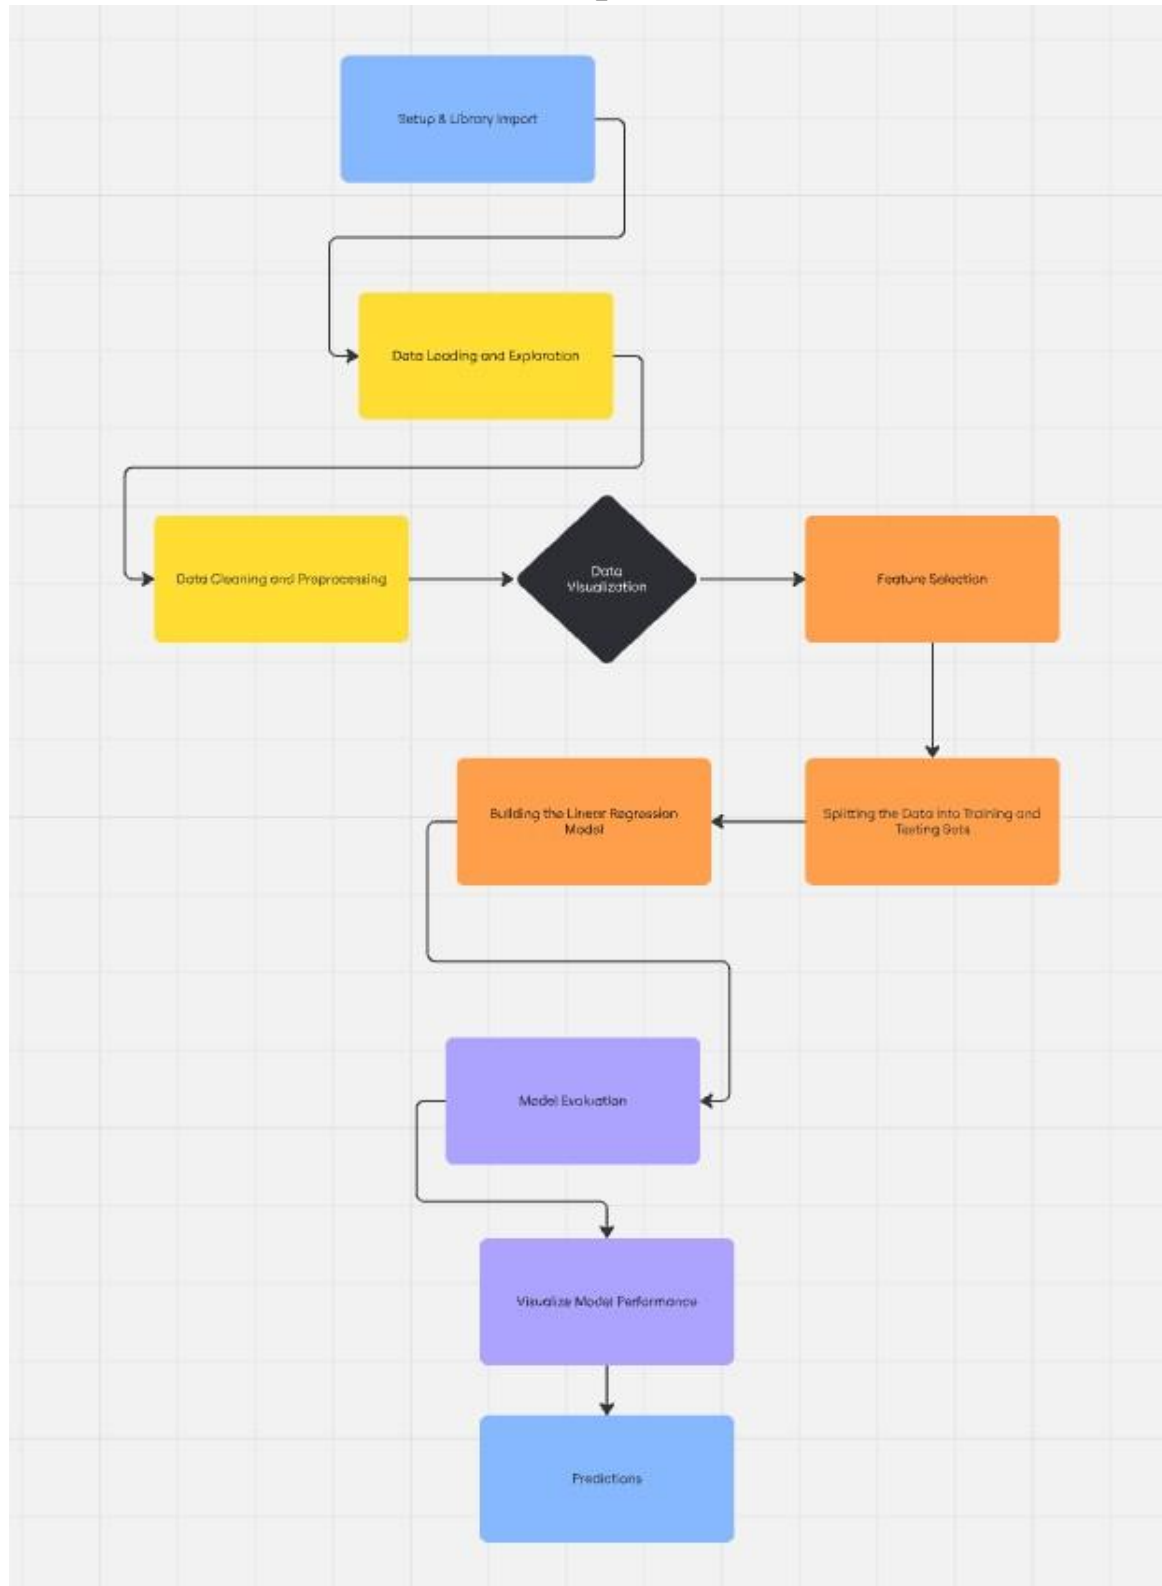 Setup & Library Import
Data Loading and Exploration
Data Cleaning and Preprocessing
Data
Visualization
Feature Selection
Building the Linear Regression
Model
Splitting the Data into Training and
Testing Sets
Model Evaluation
Visualize Model Performance
Predictions